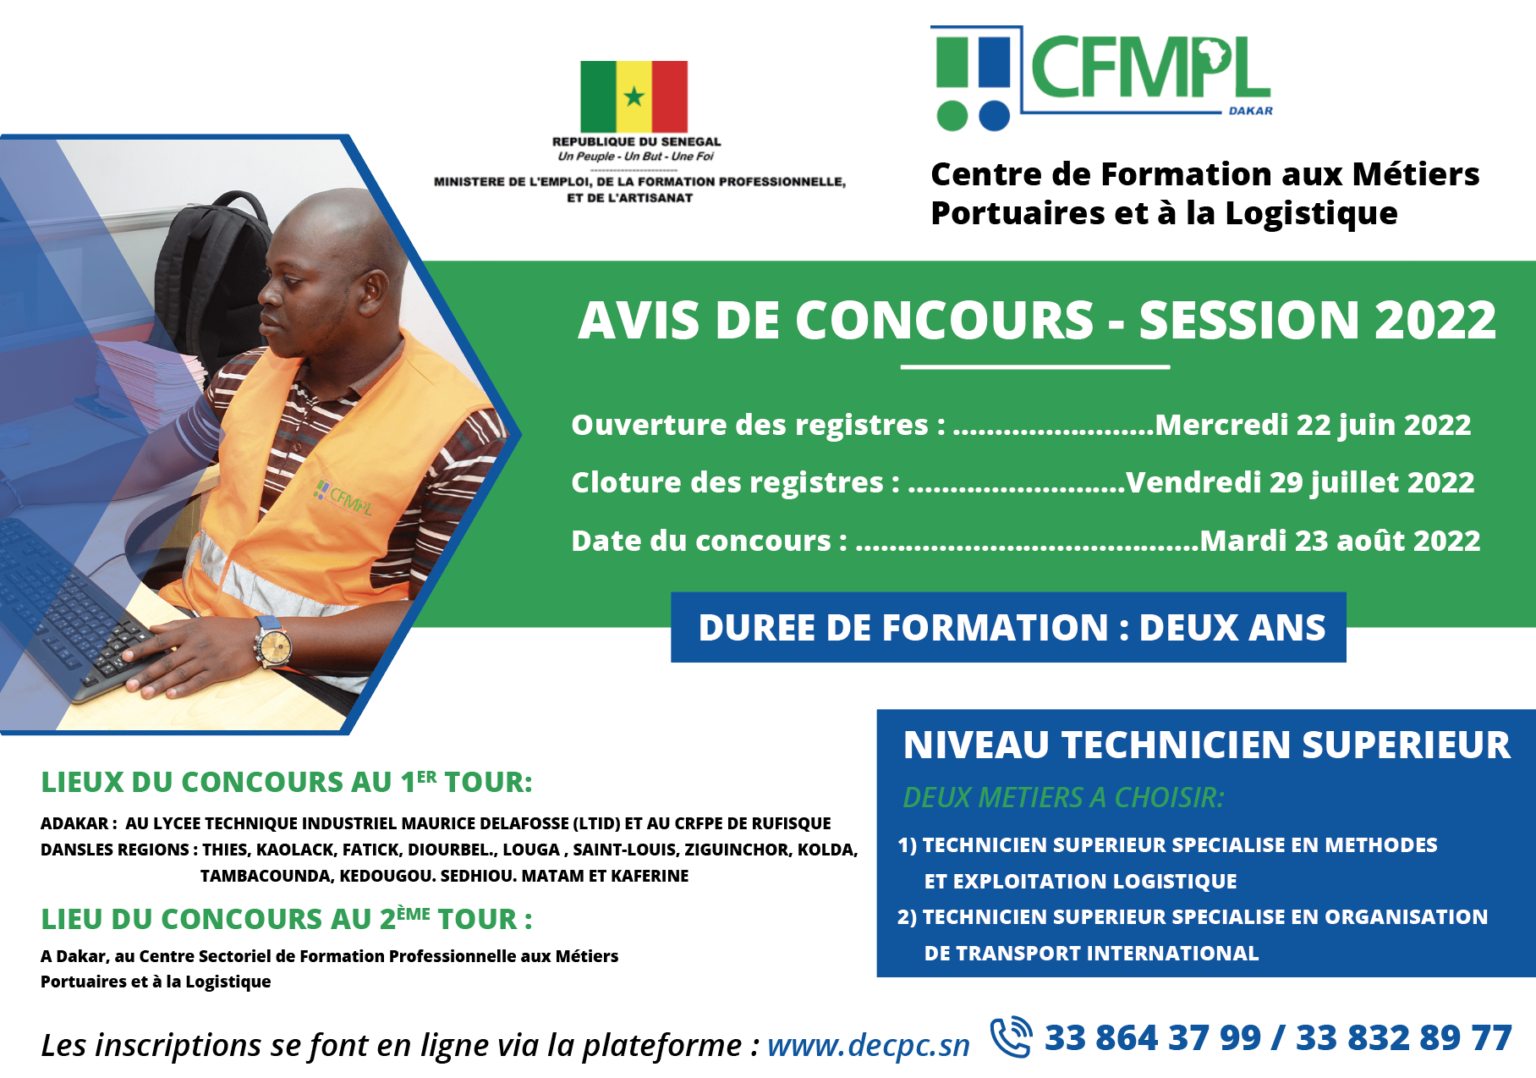 REPUBLIQUE DU SENEGAL
Un Peuple - Un But - Une Foi
MINISTERE DE L'EMPLOI, DE LA FORMATION PROFESSIONNELLE,
ET DE L'ARTISANAT
CFMPL
DAKAR
Centre de Formation aux Métiers
Portuaires et à la Logistique
AVIS DE CONCOURS - SESSION 2022
Ouverture des registres : ........................Mercredi 22 juin 2022
Cloture des registres : ..........................Vendredi 29 juillet 2022
Date du concours : .........................................Mardi 23 août 2022
DUREE DE FORMATION : DEUX ANS
CFMPL
LIEUX DU CONCOURS AU 1ER TOUR:
ADAKAR : AU LYCEE TECHNIQUE INDUSTRIEL MAURICE DELAFOSSE (LTID) ET AU CRFPE DE RUFISQUE
DANSLES REGIONS : THIES, KAOLACK, FATICK, DIOURBEL., LOUGA , SAINT-LOUIS, ZIGUINCHOR, KOLDA,
TAMBACOUNDA, KEDOUGOU. SEDHIOU. MATAM ET KAFERINE
LIEU DU CONCOURS AU 2ÈME TOUR :
A Dakar, au Centre Sectoriel de Formation Professionnelle aux Métiers
Portuaires et à la Logistique
NIVEAU TECHNICIEN SUPERIEUR
DEUX METIERS A CHOISIR:
1) TECHNICIEN SUPERIEUR SPECIALISE EN METHODES
ET EXPLOITATION LOGISTIQUE
2) TECHNICIEN SUPERIEUR SPECIALISE EN ORGANISATION
DE TRANSPORT INTERNATIONAL
Les inscriptions se font en ligne via la plateforme : www.decpc.sn
33 864 37 99 / 33 832 89 77